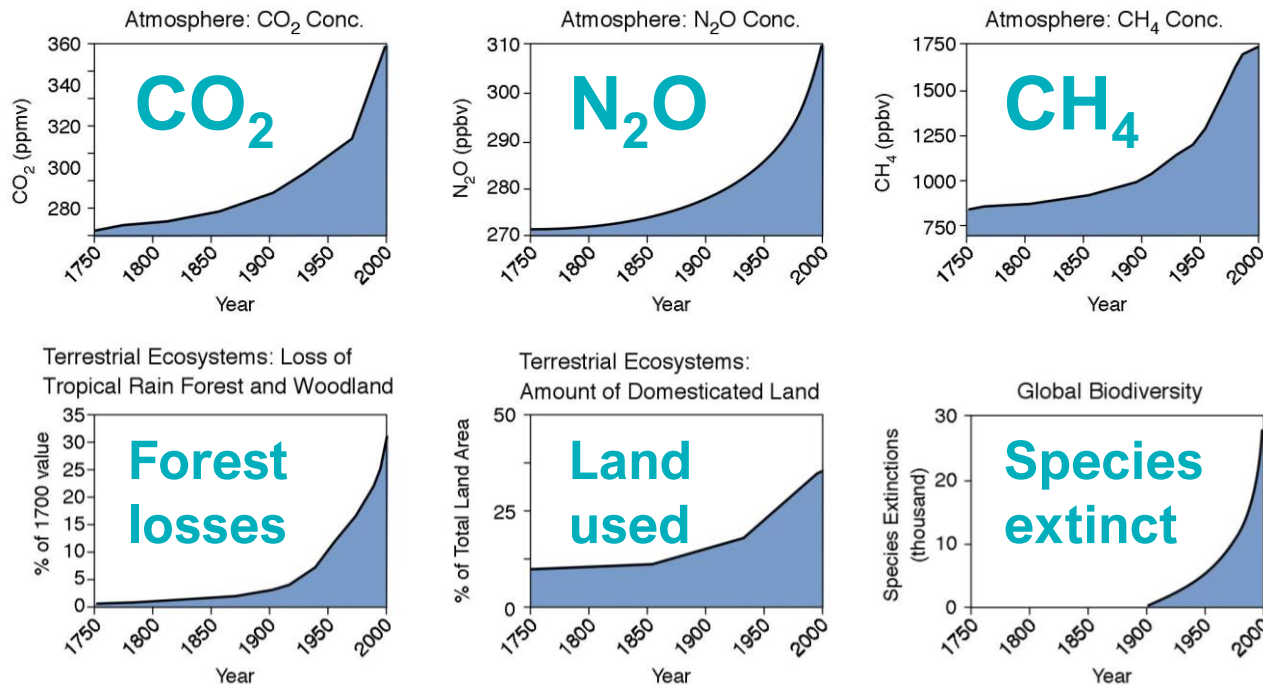 Atmosphere: CO₂ Conc.
CO₂ (ppmv)
360
340
320
300
280
CO₂
1750
1800
1850
1900
1950
2000
Year
Atmosphere: N₂O Conc.
N₂O (ppbv)
310
300
290
280
270
N₂O
1750
1800
1850
1900
1950
2000
Year
Atmosphere: CH₄ Conc.
CH₄ (ppbv)
1750
1500
1250
1000
750
CH₄
1750
1800
1850
1900
1950
2000
Year
Terrestrial Ecosystems: Loss of
Tropical Rain Forest and Woodland
% of 1700 value
35
30
25
20
15
10
5
0
Forest
losses
1750
1800
1850
1900
1950
2000
Year
Terrestrial Ecosystems:
Amount of Domesticated Land
% of Total Land Area
50
25
0
Land
used
1750
1800
1850
1900
1950
2000
Year
Global Biodiversity
Species Extinctions
(thousand)
30
20
10
0
Species
extinct
1750
1800
1850
1900
1950
2000
Year